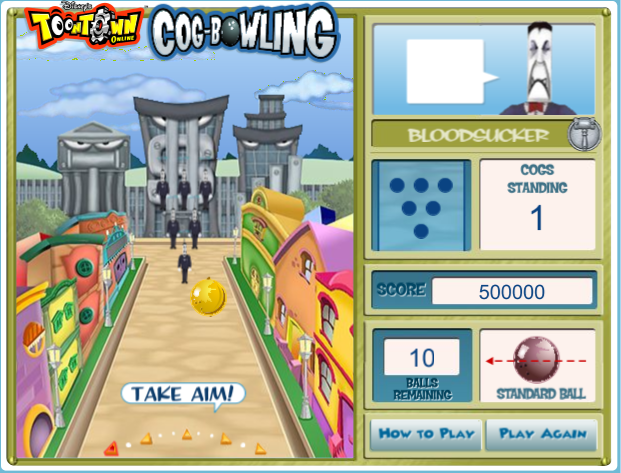 Disney's
TOONTOWN
ONLINE
COG-BOWLING
BLOODSUCKER
COGS
STANDING
1
SCORE 500000
10
BALLS
REMAINING
STANDARD BALL
TAKE AIM!
HOW TO PLAY
PLAY AGAIN